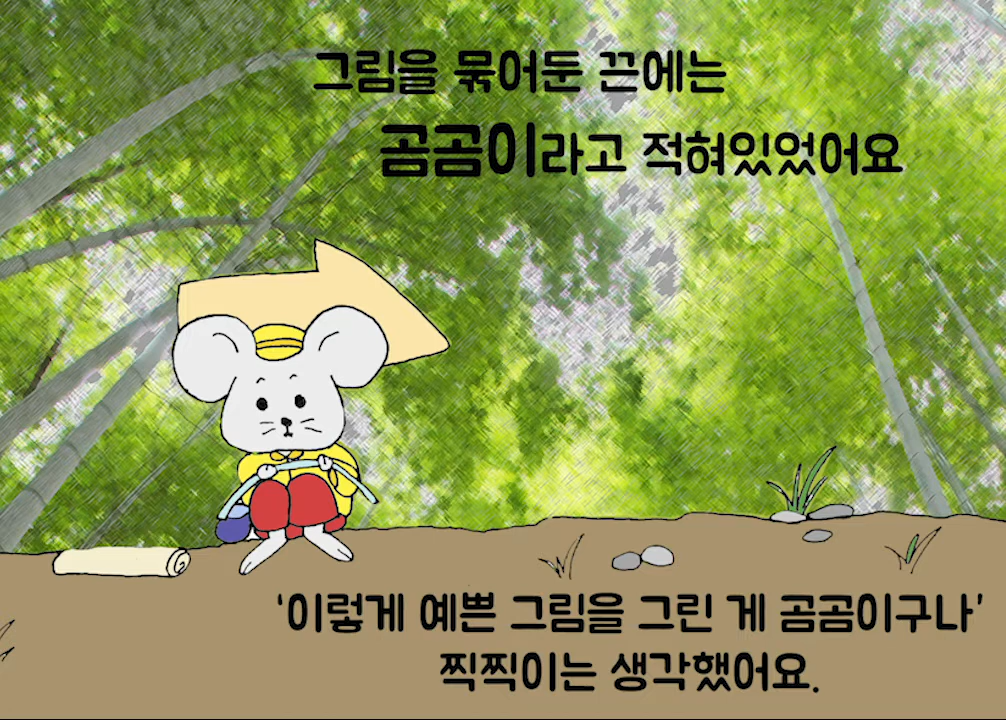 그림을 묶어둔 끈에는
곰곰이라고 적혀있었어요
‘이렇게 예쁜 그림을 그린 게 곰곰이구나’
찍찍이는 생각했어요.